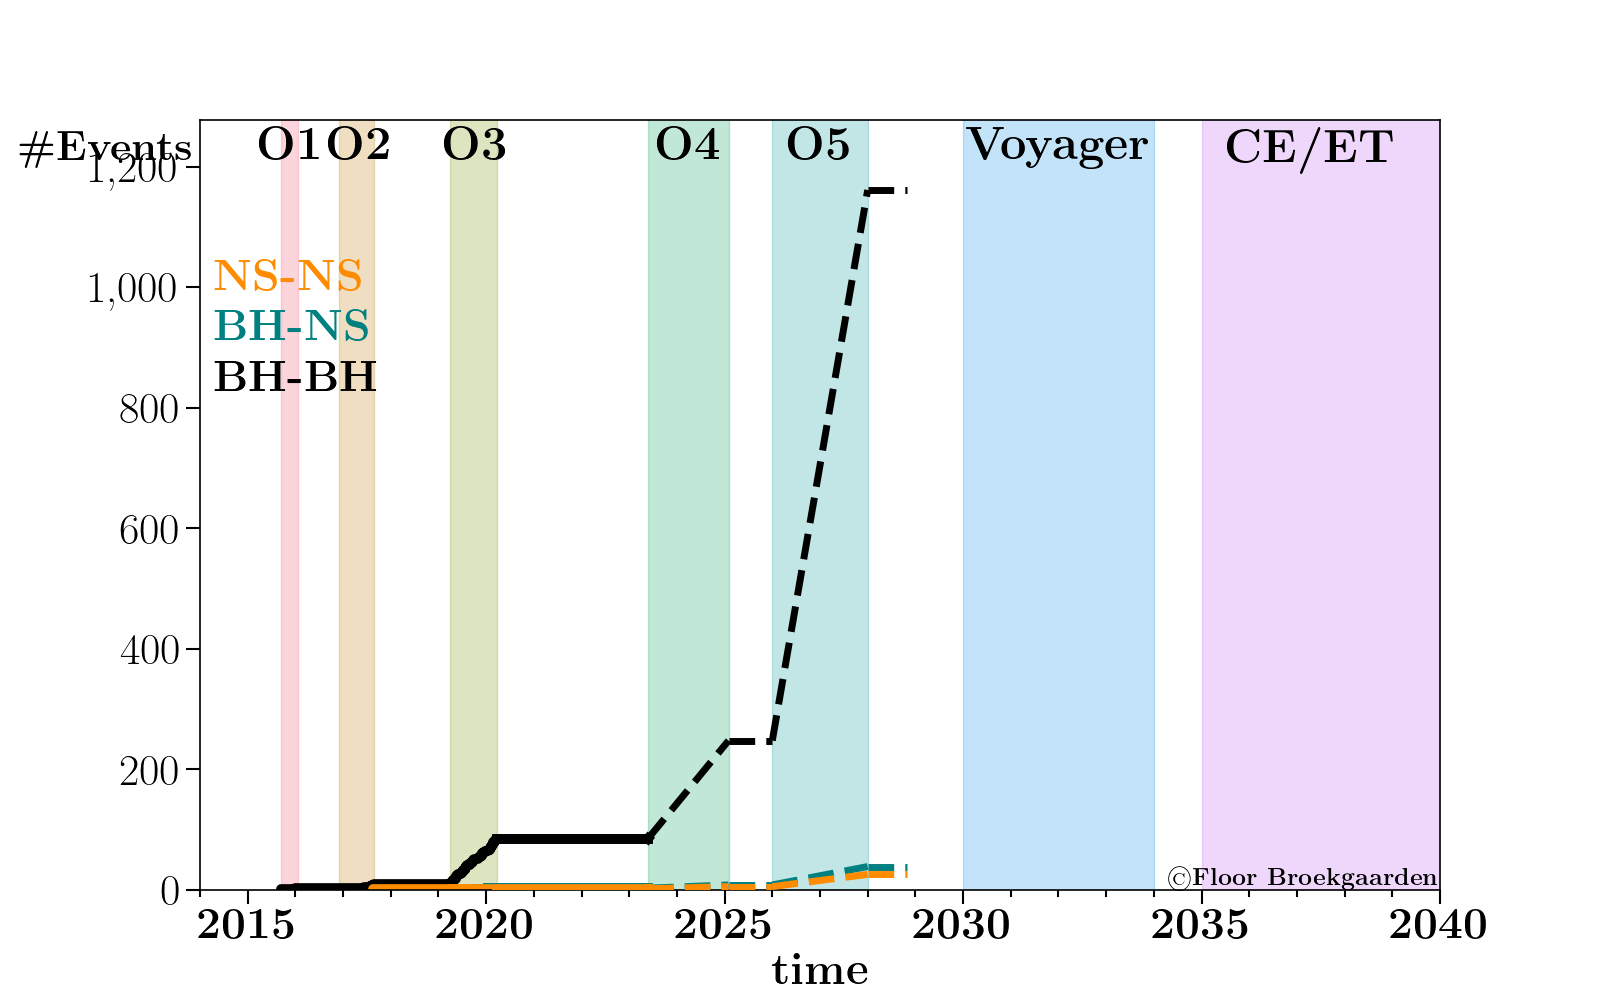 #Events
O1 O2 O3 O4 O5 Voyager CE/ET
1,200
NS-NS
1,000
BH-NS
BH-BH
800
600
400
200
0
©Floor Broekgaarden
2015 2020 2025 2030 2035 2040
time